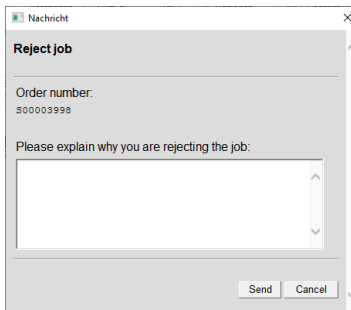 Nachricht
Reject job
Order number:
S00003998
Please explain why you are rejecting the job:
Send Cancel